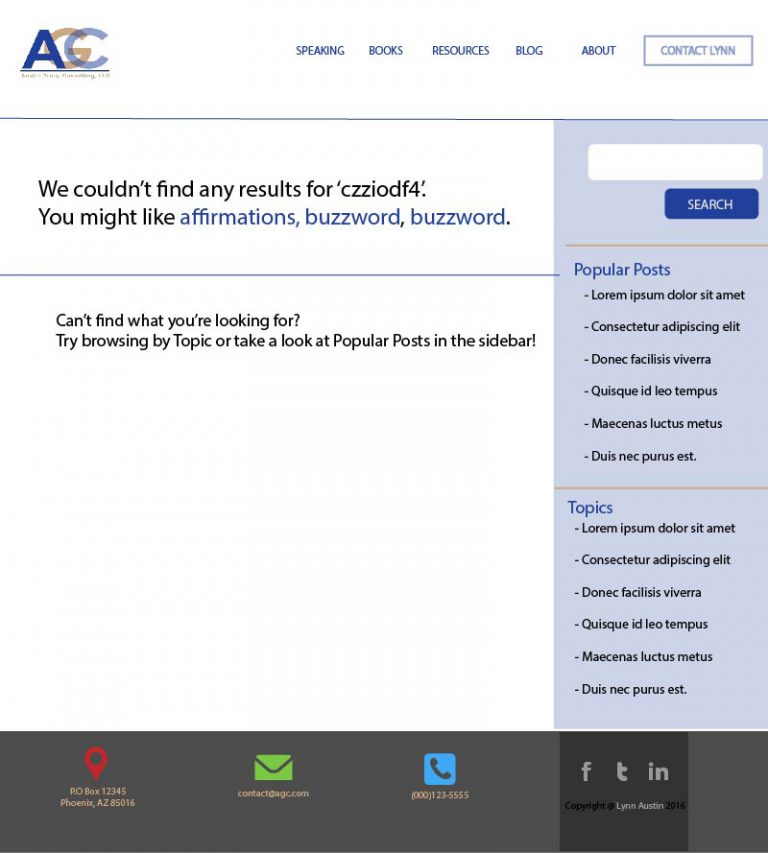 AGC
SPEAKING BOOKS RESOURCES BLOG ABOUT CONTACT LYNN
We couldn’t find any results for ‘czziodf4’.
You might like affirmations, buzzword, buzzword.
SEARCH
Can’t find what you’re looking for?
Try browsing by Topic or take a look at Popular Posts in the sidebar!
Popular Posts
- Lorem ipsum dolor sit amet
- Consectetur adipiscing elit
- Donec facilisis viverra
- Quisque id leo tempus
- Maecenas luctus metus
- Duis nec purus est.
Topics
- Lorem ipsum dolor sit amet
- Consectetur adipiscing elit
- Donec facilisis viverra
- Quisque id leo tempus
- Maecenas luctus metus
- Duis nec purus est.
P.O Box 12345
Phoenix, AZ 85016
contact@agc.com
(000)123-5555
f t in
Copyright @ Lynn Austin 2016